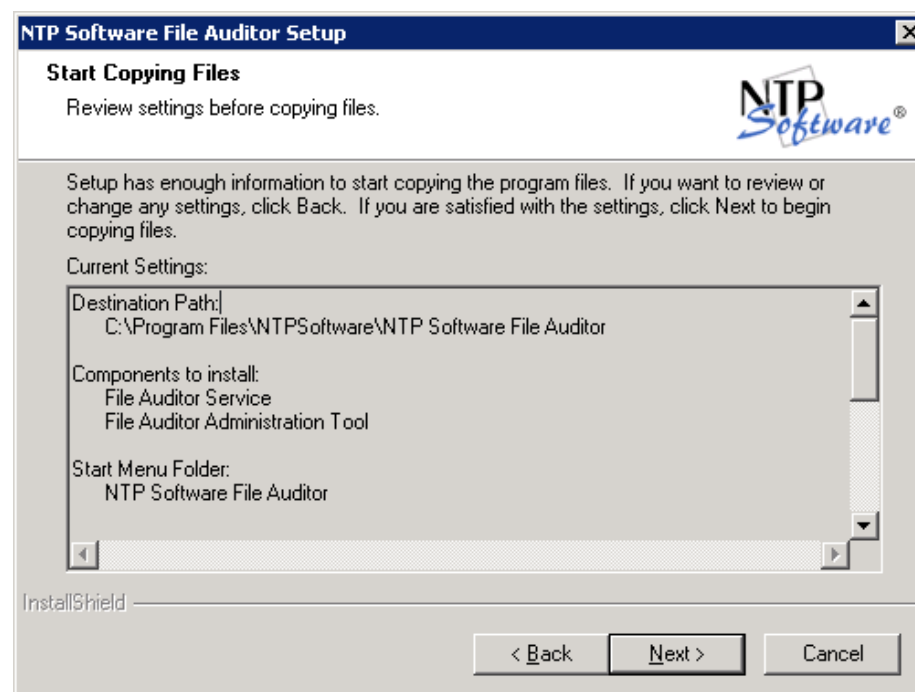 NTP Software File Auditor Setup
Start Copying Files
Review settings before copying files.
NTP
Software®
Setup has enough information to start copying the program files.  If you want to review or
change any settings, click Back.  If you are satisfied with the settings, click Next to begin
copying files.
Current Settings:
Destination Path:
C:\Program Files\NTPSoftware\NTP Software File Auditor
Components to install:
File Auditor Service
File Auditor Administration Tool
Start Menu Folder:
NTP Software File Auditor
InstallShield
< Back
Next >
Cancel